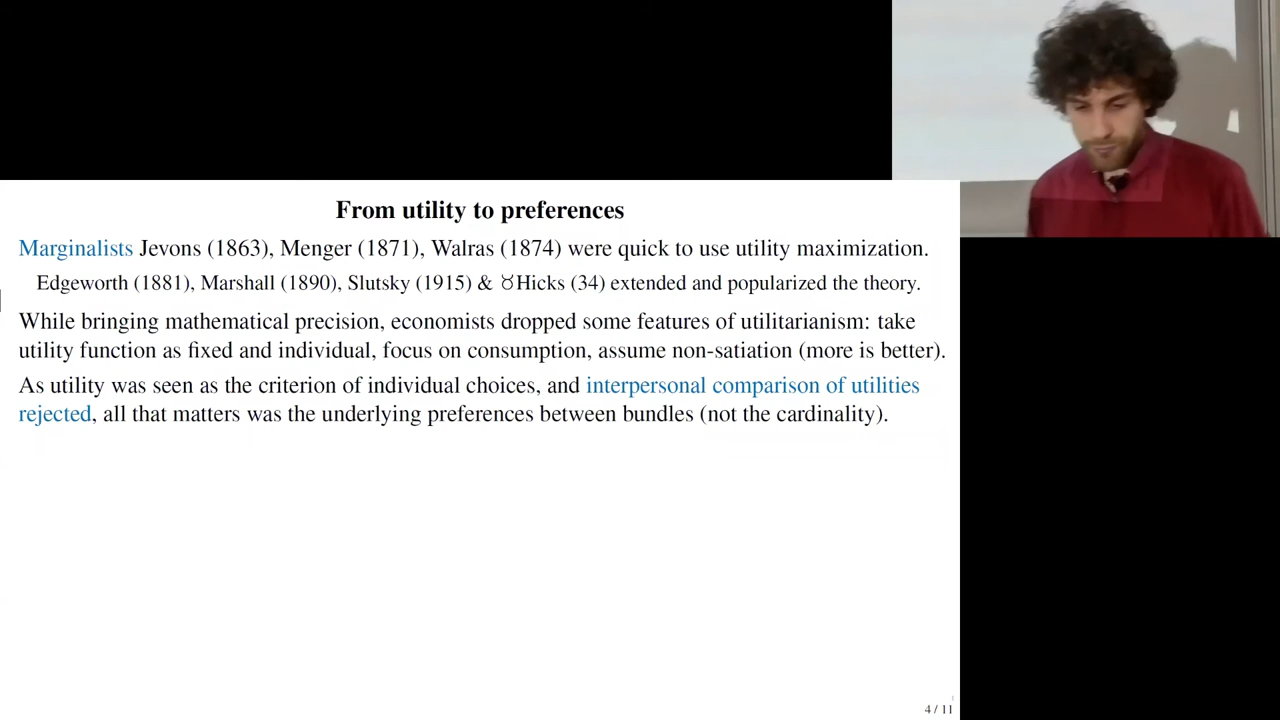 From utility to preferences
Marginalists Jevons (1863), Menger (1871), Walras (1874) were quick to use utility maximization.
Edgeworth (1881), Marshall (1890), Slutsky (1915) & ♉Hicks (34) extended and popularized the theory.
While bringing mathematical precision, economists dropped some features of utilitarianism: take
utility function as fixed and individual, focus on consumption, assume non-satiation (more is better).
As utility was seen as the criterion of individual choices, and interpersonal comparison of utilities
rejected, all that matters was the underlying preferences between bundles (not the cardinality).
4 / 11